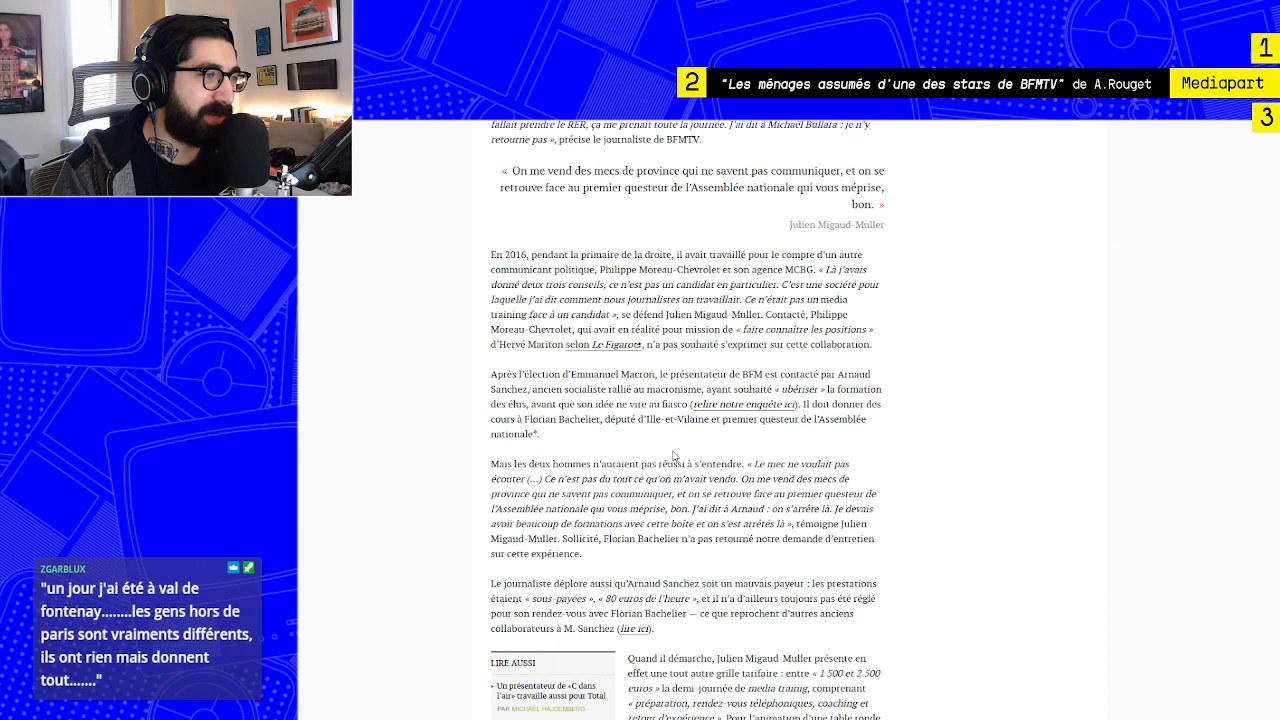 1
2 "Les ménages assumés d'une des stars de BFMTV" de A.Rouget Mediapart
3
fallait prendre le RER, ça me prenait toute la journée. J'ai dit à Michaël Bullara : je n'y
retourne pas », précise le journaliste de BFMTV.
« On me vend des mecs de province qui ne savent pas communiquer, et on se
retrouve face au premier questeur de l'Assemblée nationale qui vous méprise,
bon. »
Julien Migaud-Muller
En 2016, pendant la primaire de la droite, il avait travaillé pour le compte d'un autre
communicant politique, Philippe Moreau-Chevrolet et son agence MCBG. « Là j'avais
donné deux trois conseils, ce n'est pas un candidat en particulier. C'est une société pour
laquelle j'ai dit comment nous journalistes on travaillait. Ce n'était pas un media
training face à un candidat », se défend Julien Migaud-Muller. Contacté, Philippe
Moreau-Chevrolet, qui avait en réalité pour mission de « faire connaître les positions »
d'Hervé Mariton selon Le Figaro, n'a pas souhaité s'exprimer sur cette collaboration.
Après l'élection d'Emmanuel Macron, le présentateur de BFM est contacté par Arnaud
Sanchez, ancien socialiste rallié au macronisme, ayant souhaité « ubériser » la formation
des élus, avant que son idée ne vire au fiasco (relire notre enquête ici). Il doit donner des
cours à Florian Bachelier, député d'Ille-et-Vilaine et premier questeur de l'Assemblée
nationale*.
Mais les deux hommes n'auraient pas réussi à s'entendre. « Le mec ne voulait pas
écouter (...) Ce n'est pas du tout ce qu'on m'avait vendu. On me vend des mecs de
province qui ne savent pas communiquer, et on se retrouve face au premier questeur de
l'Assemblée nationale qui vous méprise, bon. J'ai dit à Arnaud : on s'arrête là. Je devais
avoir beaucoup de formations avec cette boîte et on s'est arrêtés là », témoigne Julien
Migaud-Muller. Sollicité, Florian Bachelier n'a pas retourné notre demande d'entretien
sur cette expérience.
Le journaliste déplore aussi qu'Arnaud Sanchez soit un mauvais payeur : les prestations
étaient « sous-payées », « 80 euros de l'heure », et il n'a d'ailleurs toujours pas été réglé
pour son rendez-vous avec Florian Bachelier — ce que reprochent d'autres anciens
collaborateurs à M. Sanchez (lire ici).
LIRE AUSSI
Un présentateur de «C dans
l'air» travaille aussi pour Total
PAR MICHAËL HAJDENBERG
Quand il démarche, Julien Migaud-Muller présente en
effet une tout autre grille tarifaire : entre « 1 500 et 2 500
euros » la demi-journée de media trainig, comprenant
« préparation, rendez-vous téléphoniques, coaching et
retour d'expérience ». Pour l'animation d'une table ronde
ZGARBLUX
"un jour j'ai été à val de
fontenay........les gens hors de
paris sont vraiments différents,
ils ont rien mais donnent
tout......."